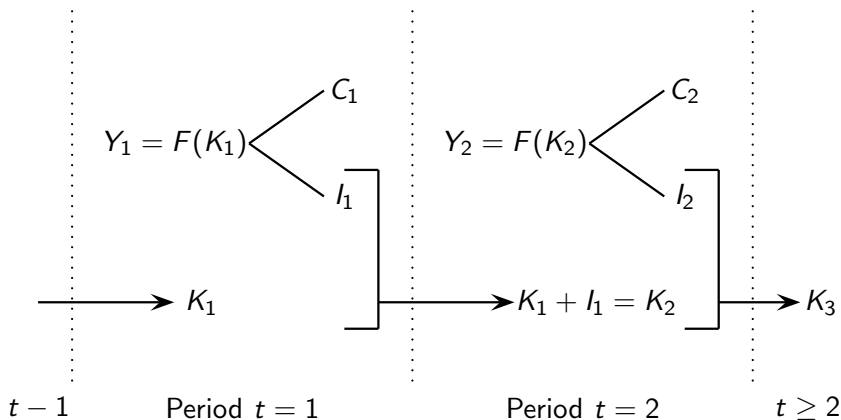 C₁ C₂
Y₁ = F(K₁) Y₂ = F(K₂)
I₁ I₂
K₁ K₁ + I₁ = K₂ K₃
t − 1 Period t = 1 Period t = 2 t ≥ 2